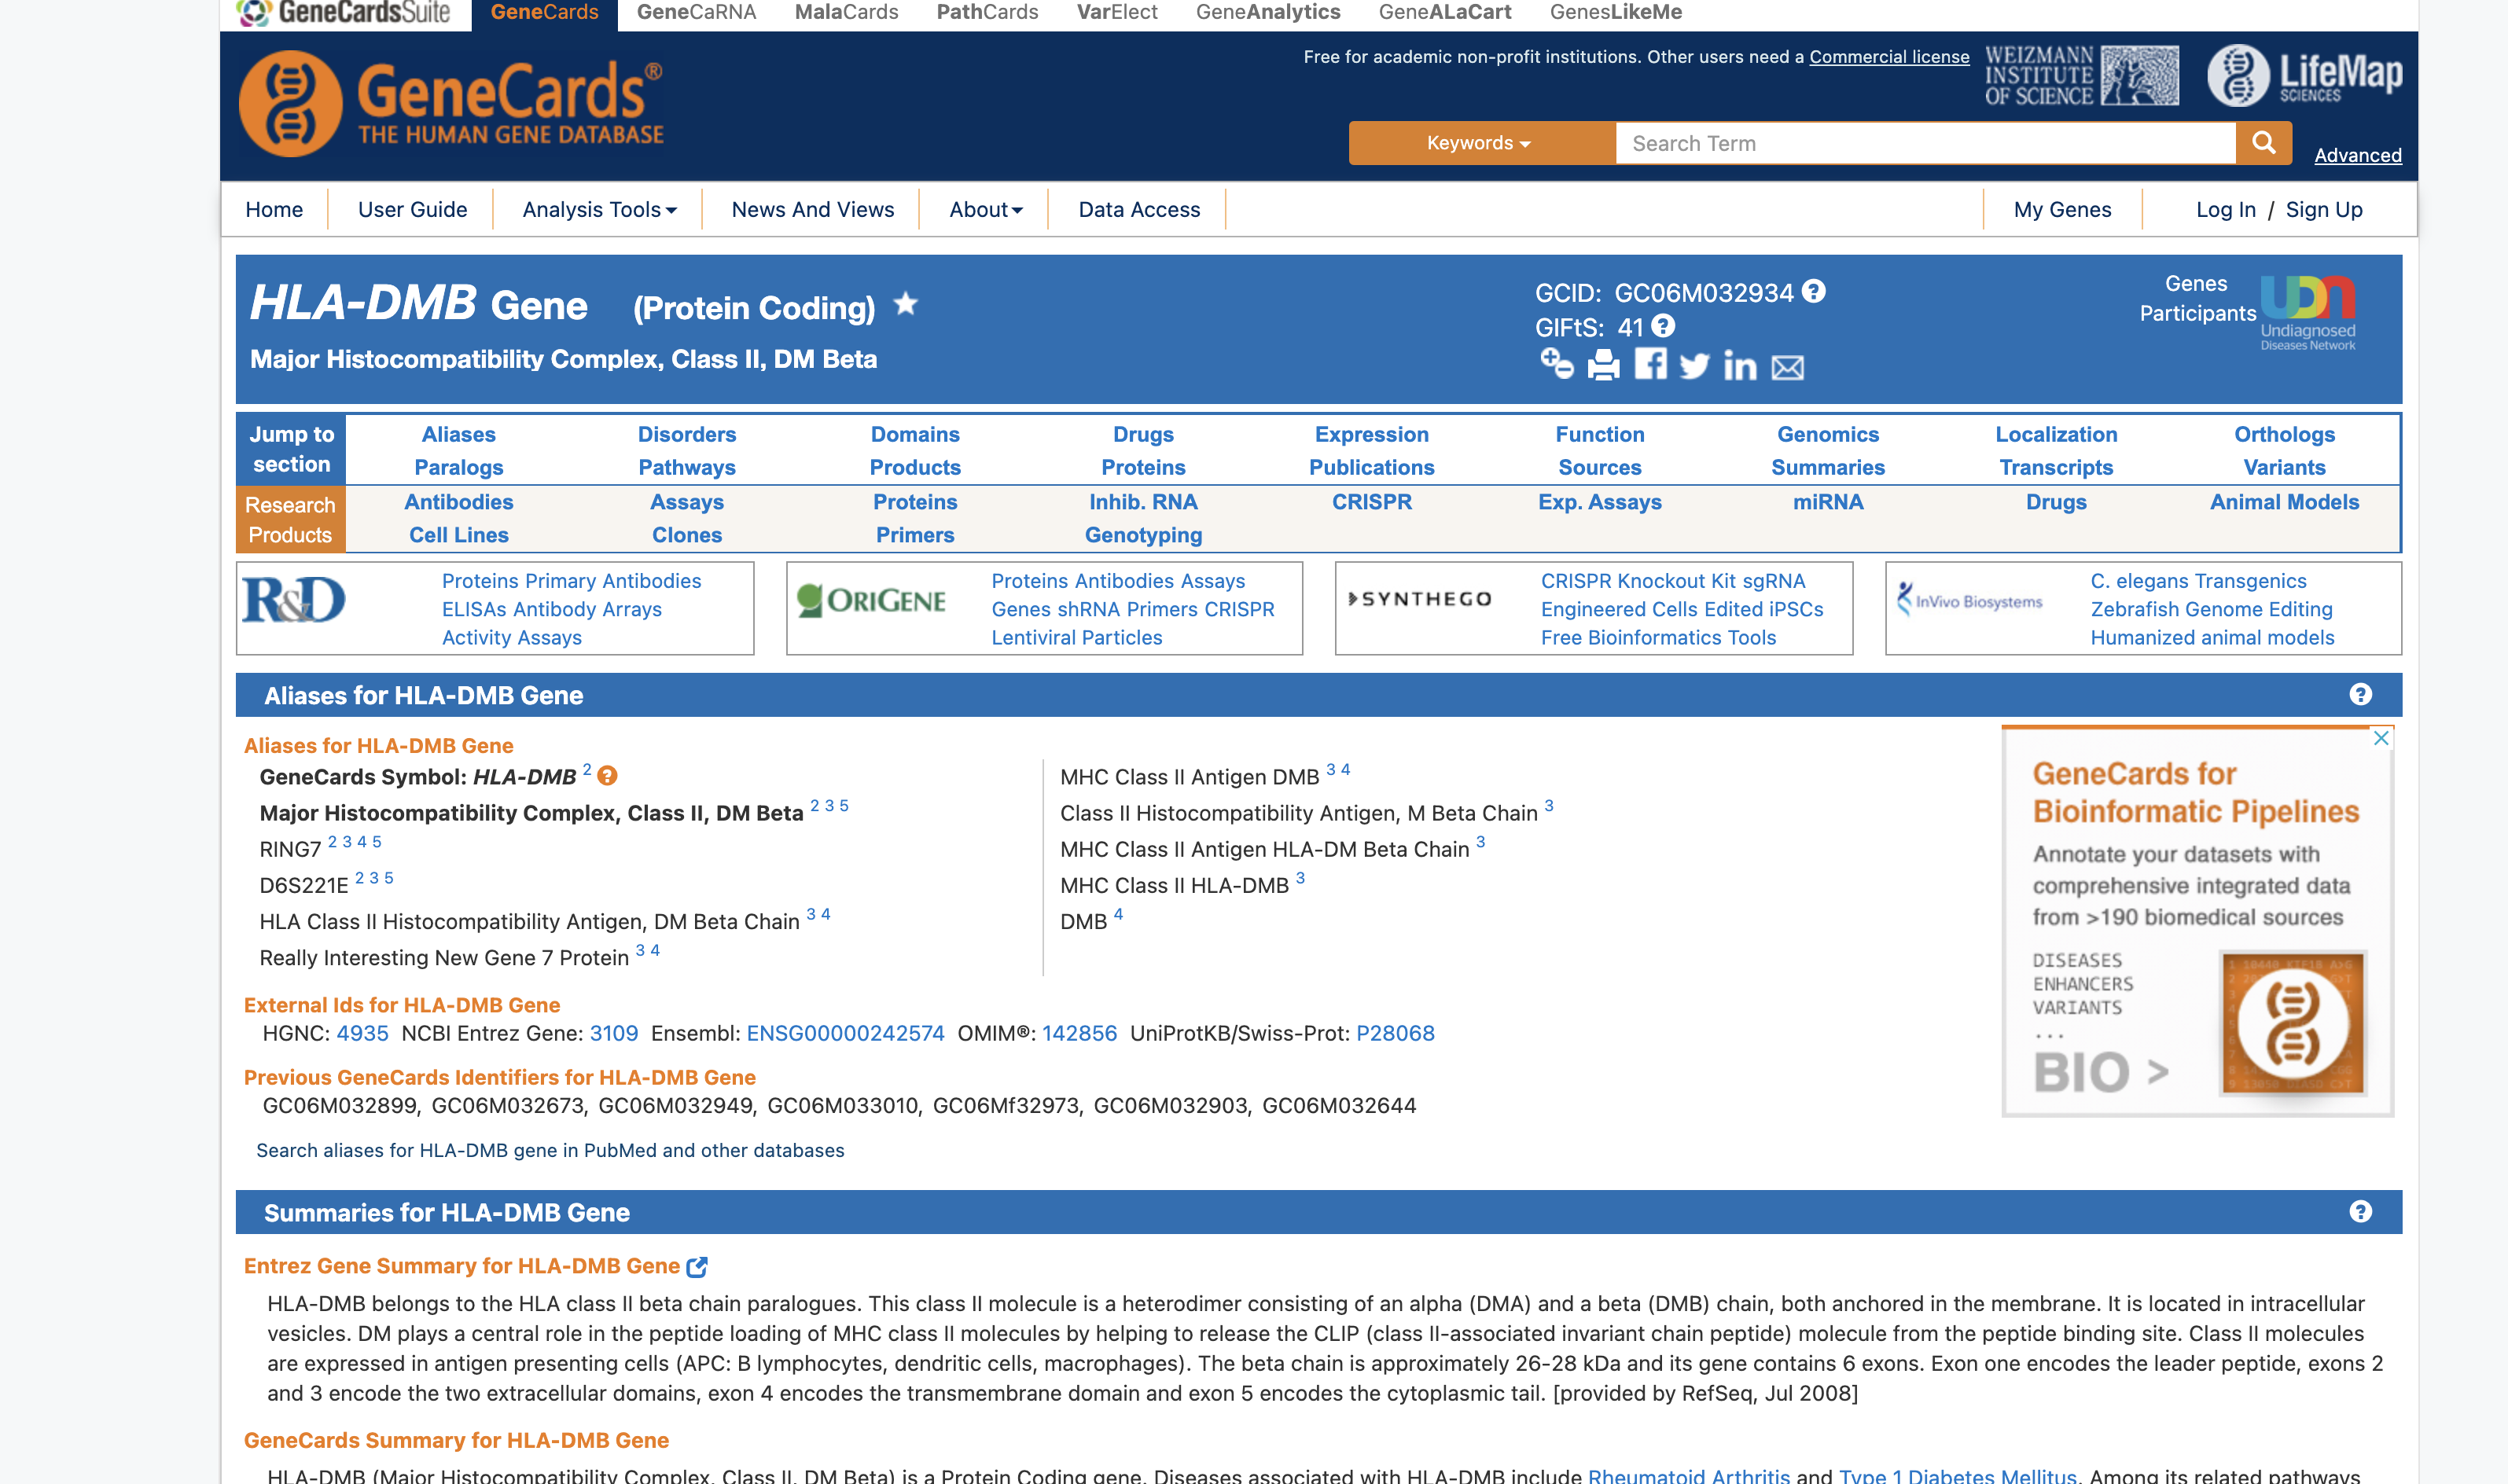 GeneCardsSuite GeneCards GeneCaRNA MalaCards PathCards VarElect GeneAnalytics GeneALaCart GenesLikeMe
Free for academic non-profit institutions. Other users need a Commercial license
WEIZMANN
INSTITUTE
OF SCIENCE
LifeMap
SCIENCES
GeneCards®
THE HUMAN GENE DATABASE
Keywords Search Term
Advanced
Home User Guide Analysis Tools News And Views About Data Access My Genes Log In / Sign Up
HLA-DMB Gene (Protein Coding)
Major Histocompatibility Complex, Class II, DM Beta
GCID: GC06M032934
GIFtS: 41
Genes
Participants
UDN
Undiagnosed
Diseases Network
Jump to
section
Aliases Disorders Domains Drugs Expression Function Genomics Localization Orthologs
Paralogs Pathways Products Proteins Publications Sources Summaries Transcripts Variants
Research
Products
Antibodies Assays Proteins Inhib. RNA CRISPR Exp. Assays miRNA Drugs Animal Models
Cell Lines Clones Primers Genotyping
R&D
Proteins Primary Antibodies
ELISAs Antibody Arrays
Activity Assays
ORIGENE
Proteins Antibodies Assays
Genes shRNA Primers CRISPR
Lentiviral Particles
SYNTHEGO
CRISPR Knockout Kit sgRNA
Engineered Cells Edited iPSCs
Free Bioinformatics Tools
InVivo Biosystems
C. elegans Transgenics
Zebrafish Genome Editing
Humanized animal models
Aliases for HLA-DMB Gene
Aliases for HLA-DMB Gene
GeneCards Symbol: HLA-DMB 2
Major Histocompatibility Complex, Class II, DM Beta 2 3 5
RING7 2 3 4 5
D6S221E 2 3 5
HLA Class II Histocompatibility Antigen, DM Beta Chain 3 4
Really Interesting New Gene 7 Protein 3 4
MHC Class II Antigen DMB 3 4
Class II Histocompatibility Antigen, M Beta Chain 3
MHC Class II Antigen HLA-DM Beta Chain 3
MHC Class II HLA-DMB 3
DMB 4
GeneCards for
Bioinformatic Pipelines
Annotate your datasets with
comprehensive integrated data
from >190 biomedical sources
DISEASES
ENHANCERS
VARIANTS
...
BIO >
External Ids for HLA-DMB Gene
HGNC: 4935 NCBI Entrez Gene: 3109 Ensembl: ENSG00000242574 OMIM®: 142856 UniProtKB/Swiss-Prot: P28068
Previous GeneCards Identifiers for HLA-DMB Gene
GC06M032899, GC06M032673, GC06M032949, GC06M033010, GC06Mf32973, GC06M032903, GC06M032644
Search aliases for HLA-DMB gene in PubMed and other databases
Summaries for HLA-DMB Gene
Entrez Gene Summary for HLA-DMB Gene
HLA-DMB belongs to the HLA class II beta chain paralogues. This class II molecule is a heterodimer consisting of an alpha (DMA) and a beta (DMB) chain, both anchored in the membrane. It is located in intracellular
vesicles. DM plays a central role in the peptide loading of MHC class II molecules by helping to release the CLIP (class II-associated invariant chain peptide) molecule from the peptide binding site. Class II molecules
are expressed in antigen presenting cells (APC: B lymphocytes, dendritic cells, macrophages). The beta chain is approximately 26-28 kDa and its gene contains 6 exons. Exon one encodes the leader peptide, exons 2
and 3 encode the two extracellular domains, exon 4 encodes the transmembrane domain and exon 5 encodes the cytoplasmic tail. [provided by RefSeq, Jul 2008]
GeneCards Summary for HLA-DMB Gene
HLA-DMB (Major Histocompatibility Complex, Class II, DM Beta) is a Protein Coding gene. Diseases associated with HLA-DMB include Rheumatoid Arthritis and Type 1 Diabetes Mellitus. Among its related pathways